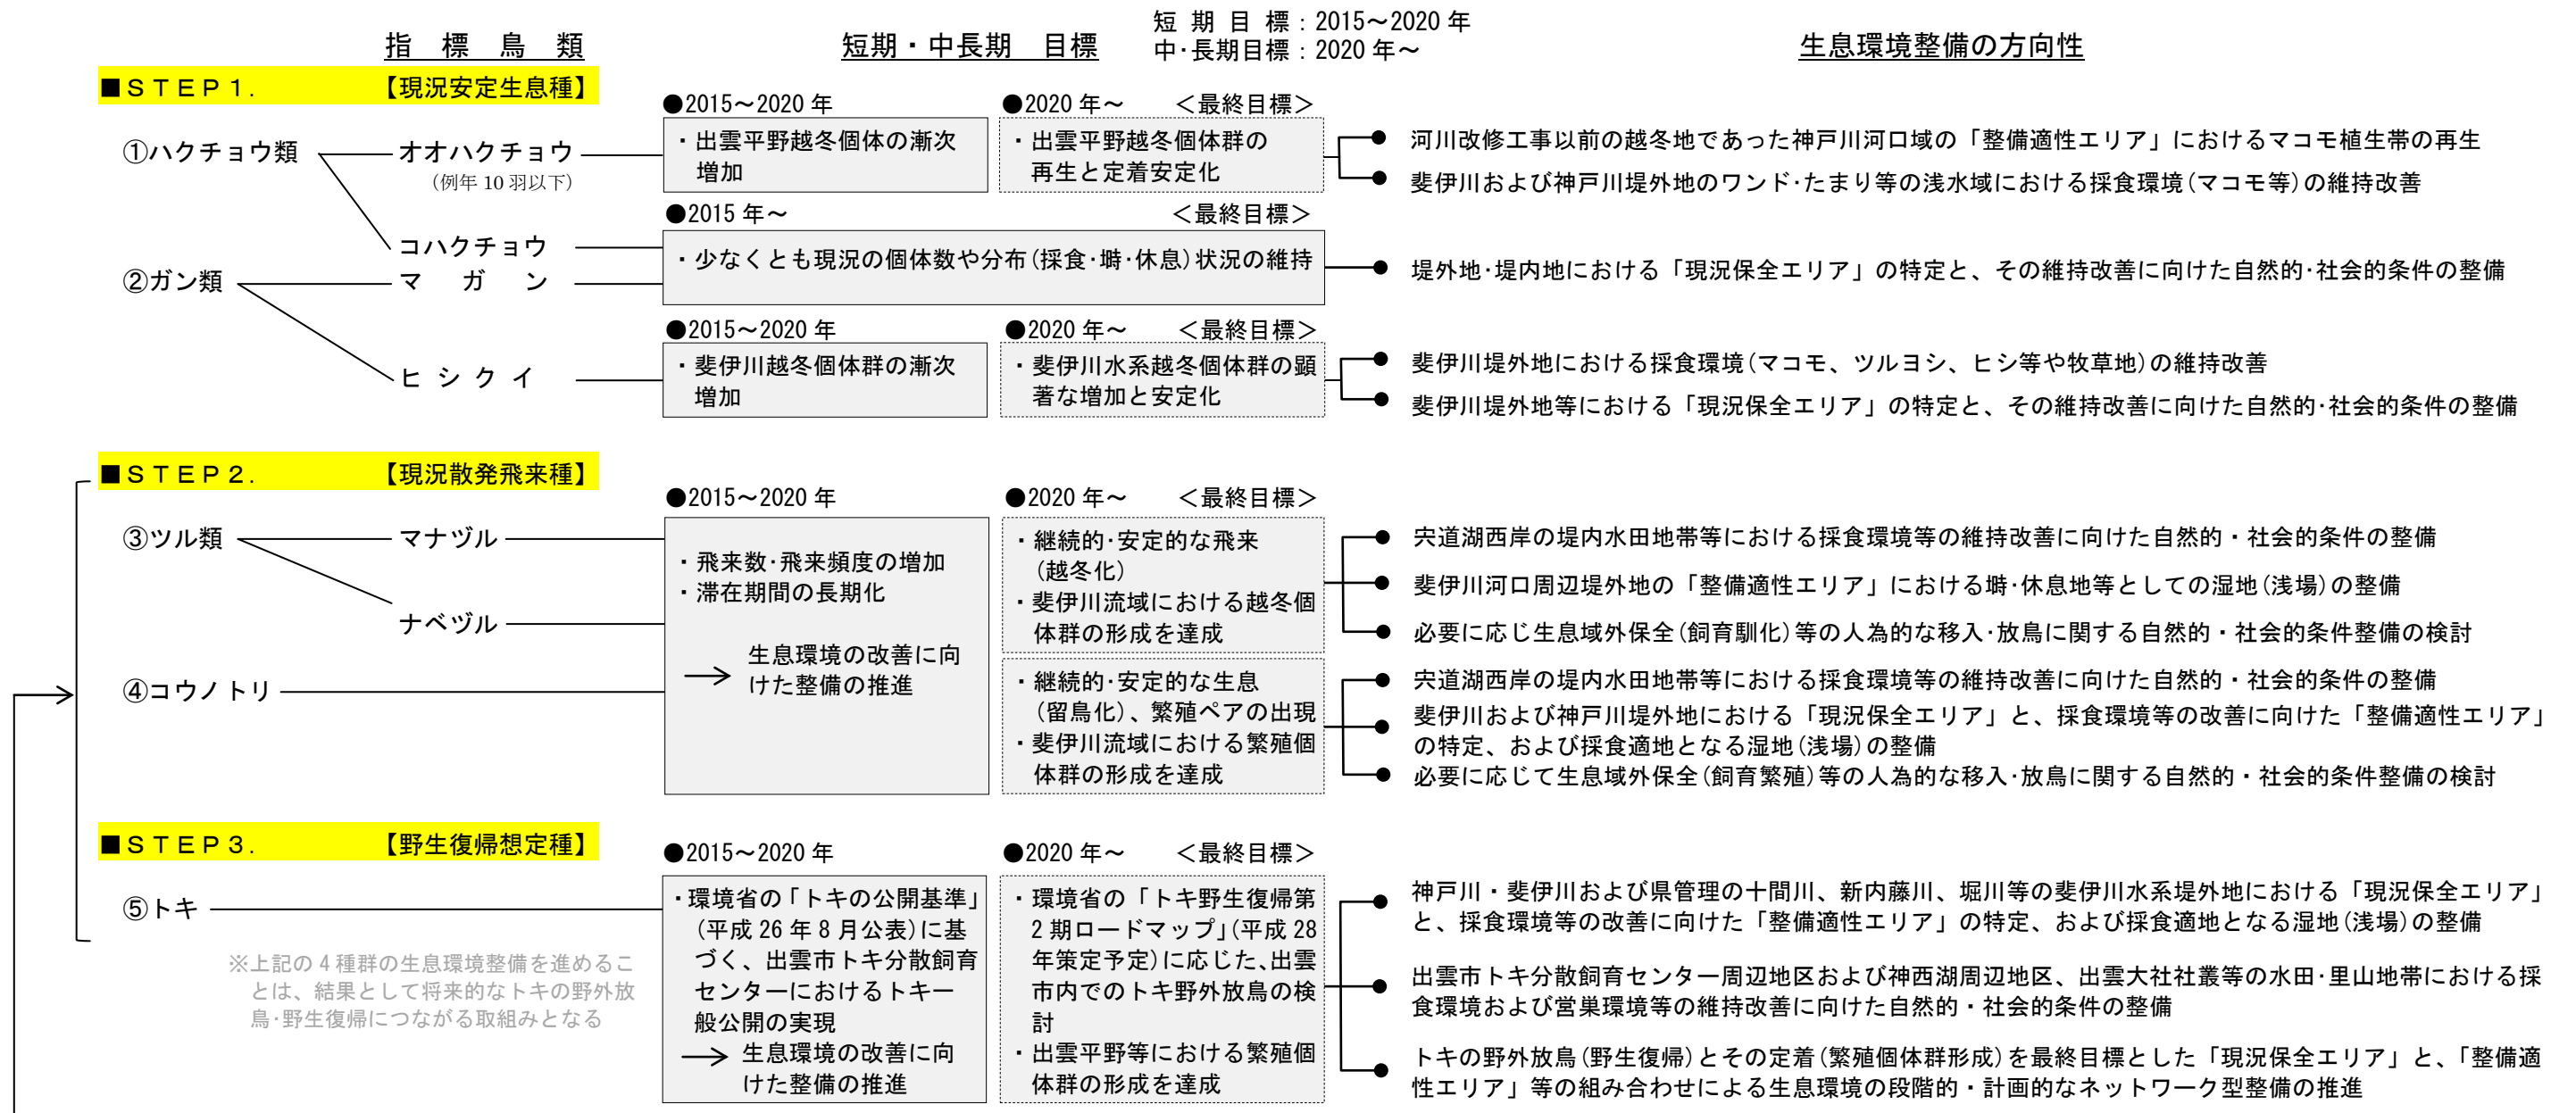 指　標　鳥　類
短期・中長期　目標
短 期 目 標：2015～2020 年
中・長期目標：2020 年～
生息環境整備の方向性
■ＳＴＥＰ１．　【現況安定生息種】
①ハクチョウ類
オオハクチョウ
（例年 10 羽以下）
●2015～2020 年
・出雲平野越冬個体の漸次
増加
●2020 年～　＜最終目標＞
・出雲平野越冬個体群の
再生と定着安定化
河川改修工事以前の越冬地であった神戸川河口域の「整備適性エリア」におけるマコモ植生帯の再生
斐伊川および神戸川堤外地のワンド・たまり等の浅水域における採食環境（マコモ等）の維持改善
コハクチョウ
②ガン類
マ　ガ　ン
●2015 年～　＜最終目標＞
・少なくとも現況の個体数や分布（採食・塒・休息）状況の維持
堤外地・堤内地における「現況保全エリア」の特定と、その維持改善に向けた自然的・社会的条件の整備
ヒ シ ク イ
●2015～2020 年
・斐伊川越冬個体群の漸次
増加
●2020 年～　＜最終目標＞
・斐伊川水系越冬個体群の顕
著な増加と安定化
斐伊川堤外地における採食環境（マコモ、ツルヨシ、ヒシ等や牧草地）の維持改善
斐伊川堤外地等における「現況保全エリア」の特定と、その維持改善に向けた自然的・社会的条件の整備
■ＳＴＥＰ２．　【現況散発飛来種】
③ツル類
マナヅル
ナベヅル
④コウノトリ
●2015～2020 年
・飛来数・飛来頻度の増加
・滞在期間の長期化
→ 生息環境の改善に向
けた整備の推進
●2020 年～　＜最終目標＞
・継続的・安定的な飛来
（越冬化）
・斐伊川流域における越冬個
体群の形成を達成
宍道湖西岸の堤内水田地帯等における採食環境等の維持改善に向けた自然的・社会的条件の整備
斐伊川河口周辺堤外地の「整備適性エリア」における塒・休息地等としての湿地（浅場）の整備
必要に応じ生息域外保全（飼育馴化）等の人為的な移入・放鳥に関する自然的・社会的条件整備の検討
・継続的・安定的な生息
（留鳥化）、繁殖ペアの出現
・斐伊川流域における繁殖個
体群の形成を達成
宍道湖西岸の堤内水田地帯等における採食環境等の維持改善に向けた自然的・社会的条件の整備
斐伊川および神戸川堤外地における「現況保全エリア」と、採食環境等の改善に向けた「整備適性エリア」
の特定、および採食適地となる湿地（浅場）の整備
必要に応じて生息域外保全（飼育繁殖）等の人為的な移入・放鳥に関する自然的・社会的条件整備の検討
■ＳＴＥＰ３．　【野生復帰想定種】
⑤トキ
※上記の 4 種群の生息環境整備を進めるこ
とは、結果として将来的なトキの野外放
鳥・野生復帰につながる取組みとなる
●2015～2020 年
・環境省の「トキの公開基準」
（平成 26 年 8 月公表）に基
づく、出雲市トキ分散飼育
センターにおけるトキ一
般公開の実現
→ 生息環境の改善に向
けた整備の推進
●2020 年～　＜最終目標＞
・環境省の「トキ野生復帰第
2 期ロードマップ」（平成 28
年策定予定）に応じた、出雲
市内でのトキ野外放鳥の検
討
・出雲平野等における繁殖個
体群の形成を達成
神戸川・斐伊川および県管理の十間川、新内藤川、堀川等の斐伊川水系堤外地における「現況保全エリア」
と、採食環境等の改善に向けた「整備適性エリア」の特定、および採食適地となる湿地（浅場）の整備
出雲市トキ分散飼育センター周辺地区および神西湖周辺地区、出雲大社社叢等の水田・里山地帯における採
食環境および営巣環境等の維持改善に向けた自然的・社会的条件の整備
トキの野外放鳥（野生復帰）とその定着（繁殖個体群形成）を最終目標とした「現況保全エリア」と、「整備適
性エリア」等の組み合わせによる生息環境の段階的・計画的なネットワーク型整備の推進